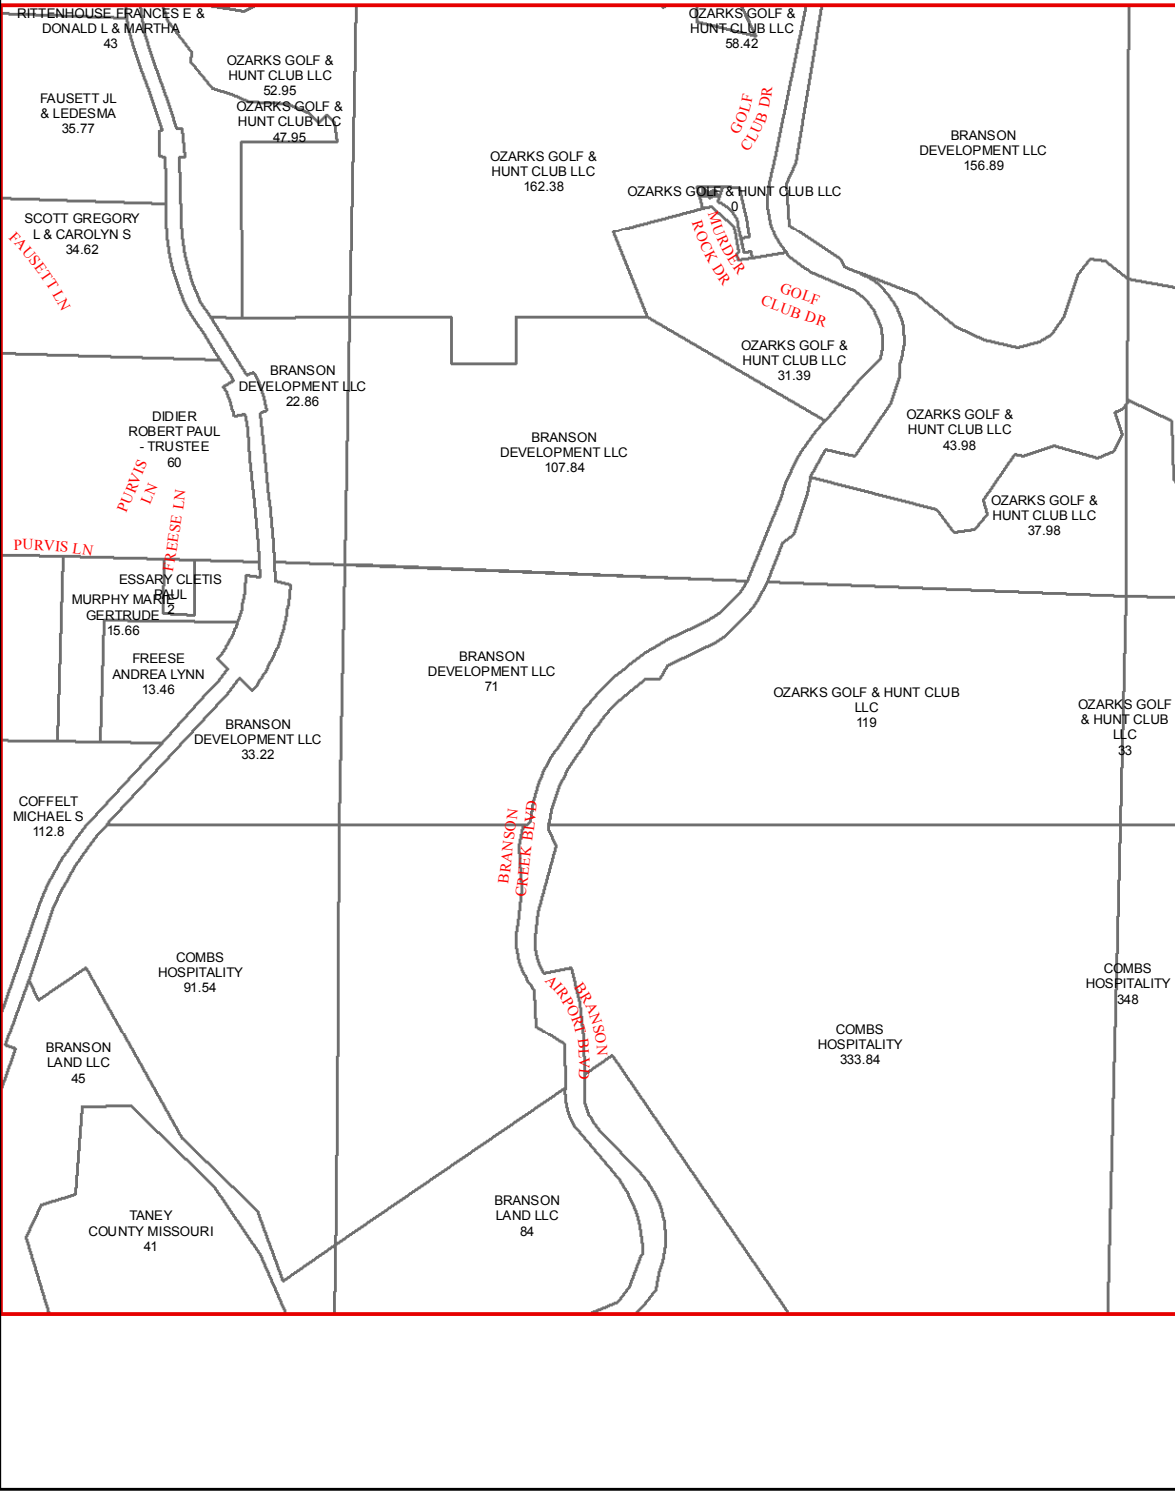 RITTENHOUSE FRANCES E &
DONALD L & MARTHA
43
OZARKS GOLF &
HUNT CLUB LLC
58.42
OZARKS GOLF &
HUNT CLUB LLC
52.95
FAUSETT JL
& LEDESMA
35.77
OZARKS GOLF &
HUNT CLUB LLC
47.95
GOLF
CLUB DR
BRANSON
DEVELOPMENT LLC
156.89
OZARKS GOLF &
HUNT CLUB LLC
162.38
OZARKS GOLF & HUNT CLUB LLC
0
SCOTT GREGORY
L & CAROLYN S
34.62
FAUSETT LN
MURDER
ROCK DR
GOLF
CLUB DR
OZARKS GOLF &
HUNT CLUB LLC
31.39
BRANSON
DEVELOPMENT LLC
22.86
DIDIER
ROBERT PAUL
- TRUSTEE
60
BRANSON
DEVELOPMENT LLC
107.84
OZARKS GOLF &
HUNT CLUB LLC
43.98
PURVIS
LN
FREESE LN
OZARKS GOLF &
HUNT CLUB LLC
37.98
PURVIS LN
ESSARY CLETIS
PAUL
2
MURPHY MARIE
GERTRUDE
15.66
FREESE
ANDREA LYNN
13.46
BRANSON
DEVELOPMENT LLC
71
OZARKS GOLF & HUNT CLUB
LLC
119
OZARKS GOLF
& HUNT CLUB
LLC
33
BRANSON
DEVELOPMENT LLC
33.22
COFFELT
MICHAEL S
112.8
BRANSON
CREEK BLVD
COMBS
HOSPITALITY
91.54
COMBS
HOSPITALITY
348
BRANSON
AIRPORT BLVD
COMBS
HOSPITALITY
333.84
BRANSON
LAND LLC
45
BRANSON
LAND LLC
84
TANEY
COUNTY MISSOURI
41